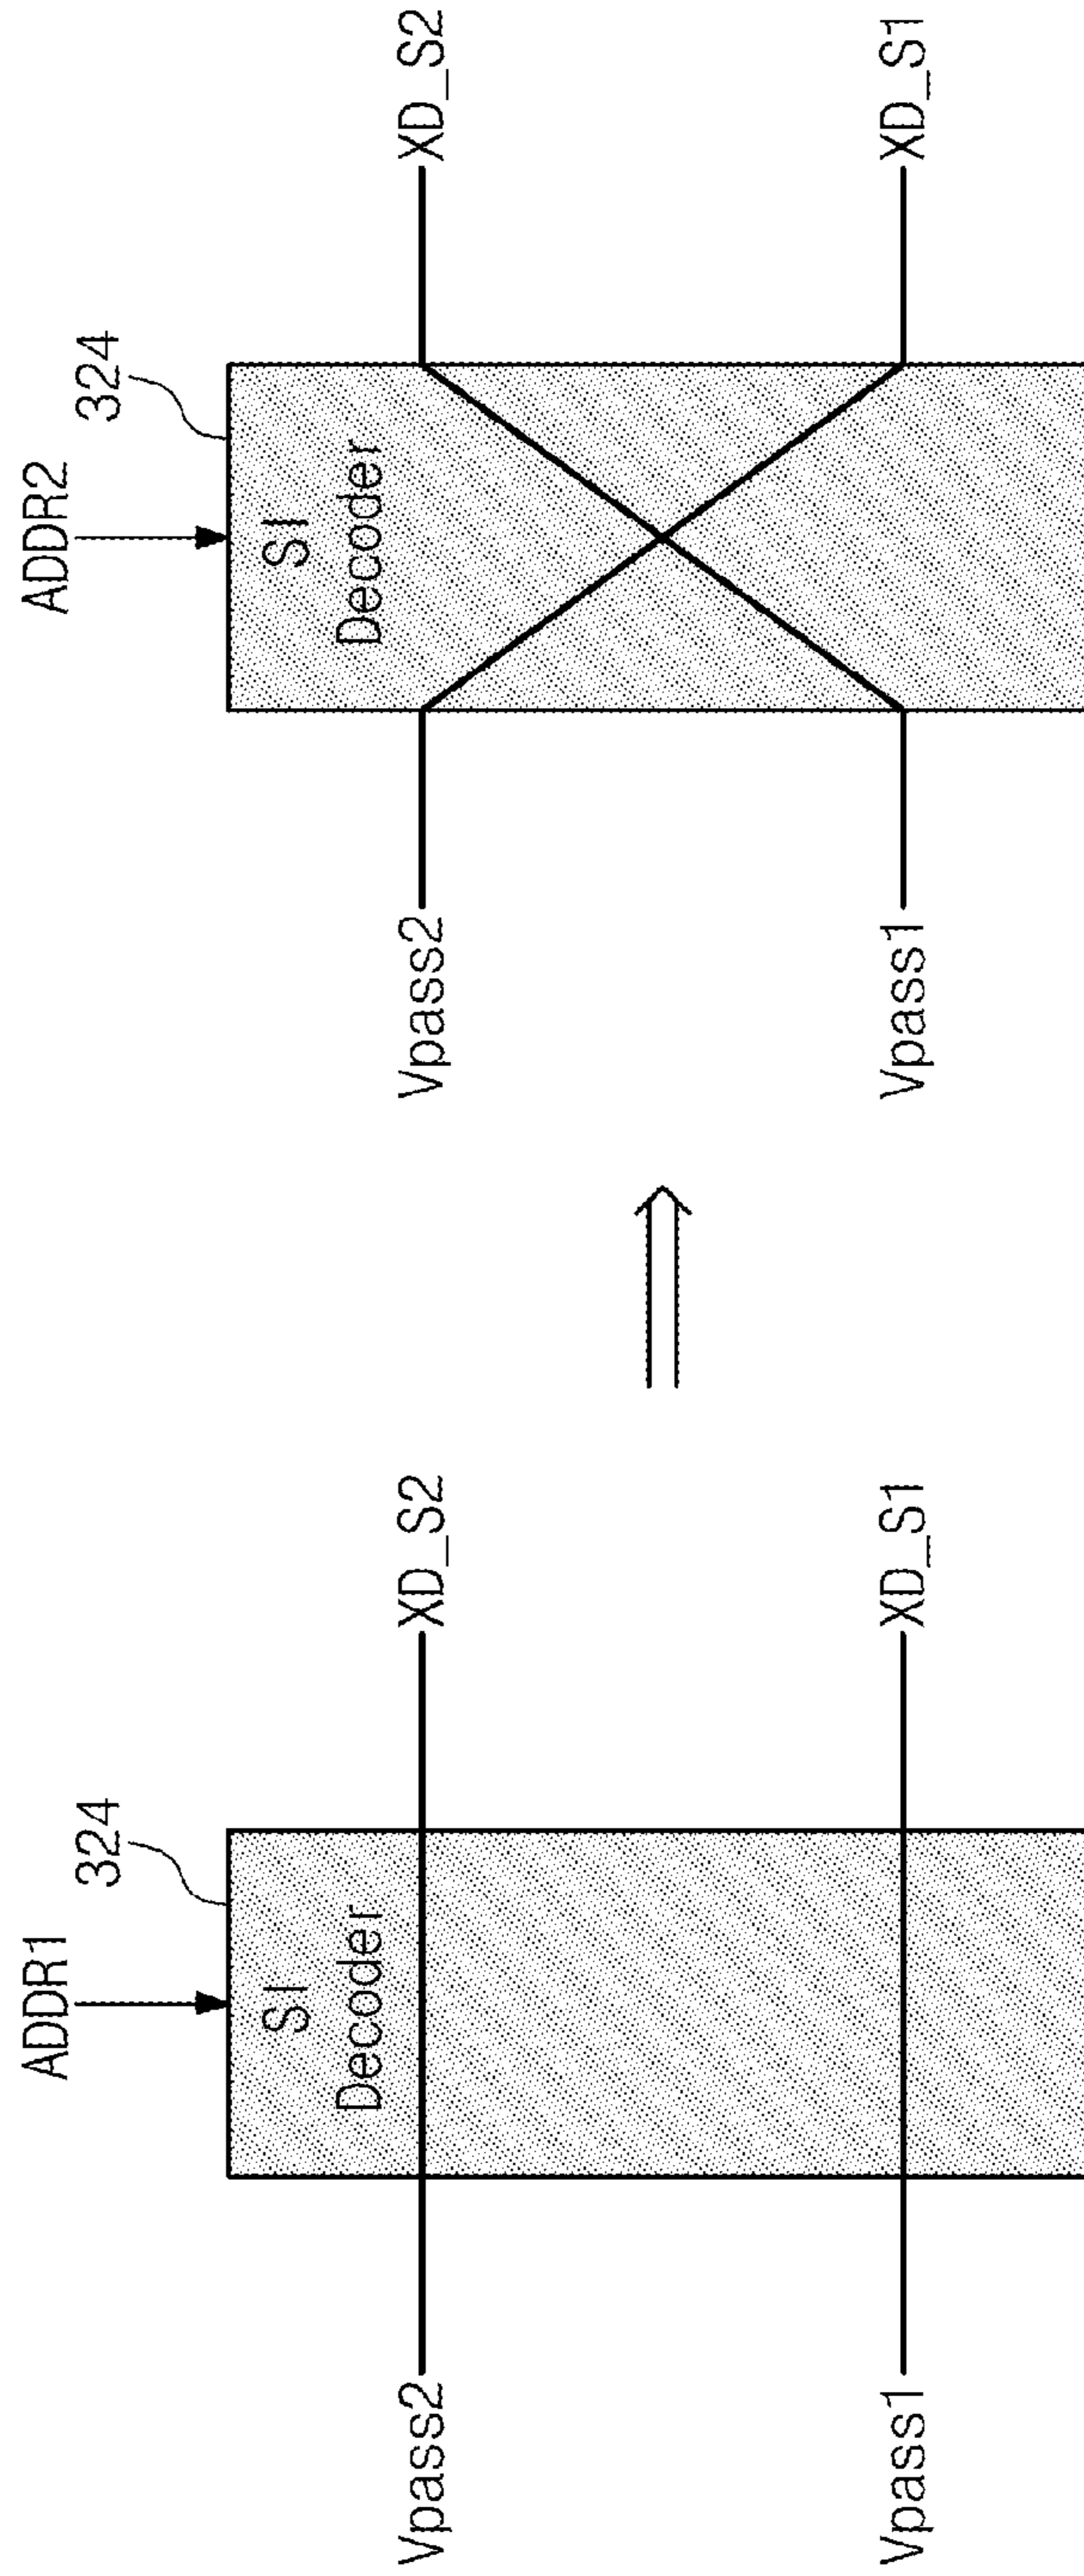 ADDR1
324
SI
Decoder
Vpass2
XD_S2
Vpass1
XD_S1
ADDR2
324
SI
Decoder
Vpass2
XD_S2
Vpass1
XD_S1